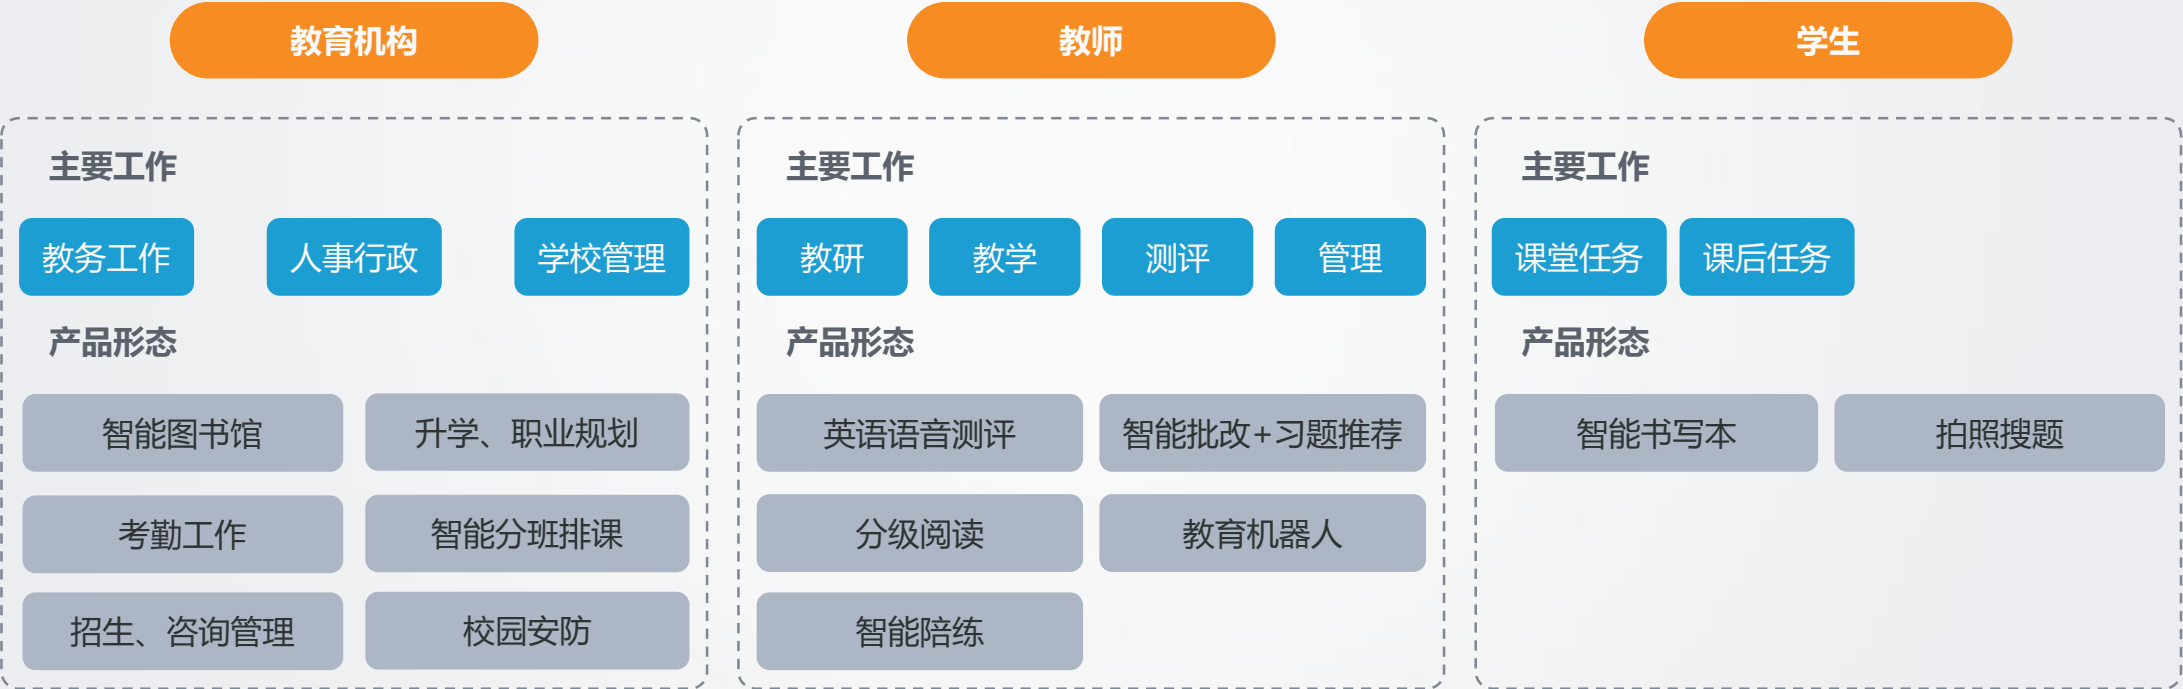 教育机构
主要工作
教务工作
人事行政
学校管理
产品形态
智能图书馆
升学、职业规划
考勤工作
智能分班排课
招生、咨询管理
校园安防
教师
主要工作
教研
教学
测评
管理
产品形态
英语语音测评
智能批改+习题推荐
分级阅读
教育机器人
智能陪练
学生
主要工作
课堂任务
课后任务
产品形态
智能书写本
拍照搜题